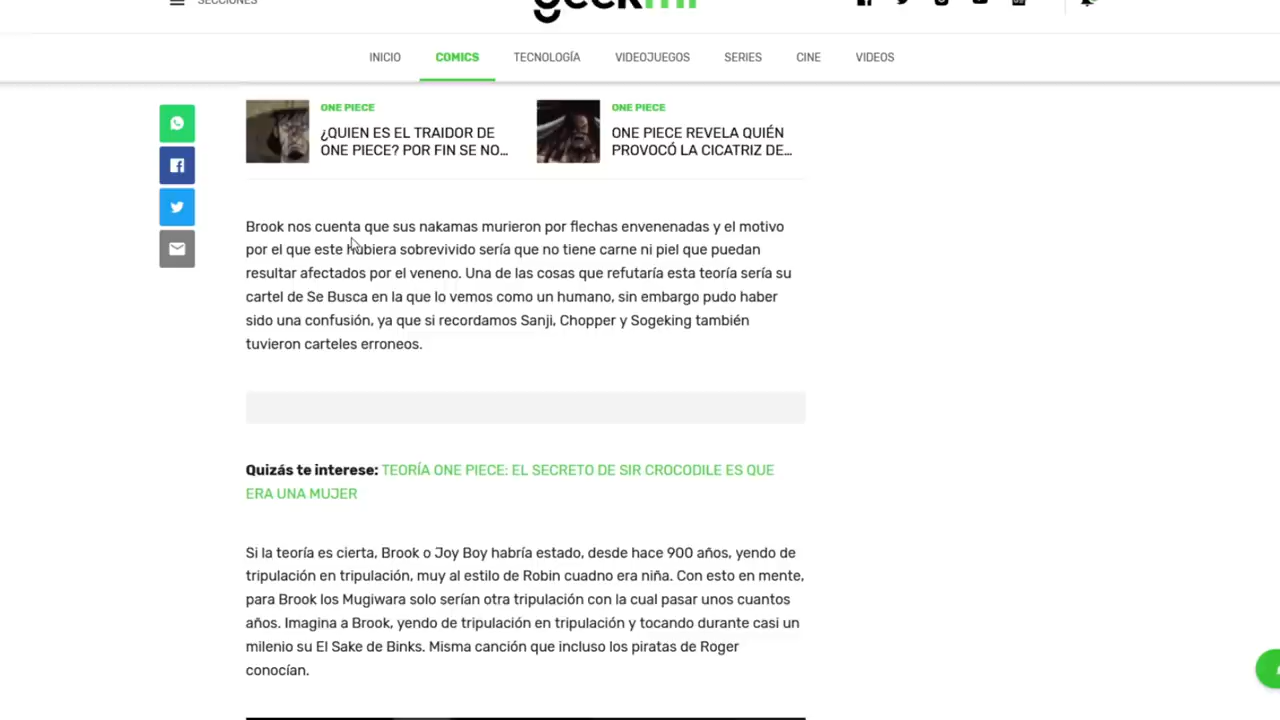 SECCIONES
geekmi
INICIO
COMICS
TECNOLOGÍA
VIDEOJUEGOS
SERIES
CINE
VIDEOS
ONE PIECE
¿QUIEN ES EL TRAIDOR DE
ONE PIECE? POR FIN SE NO...
ONE PIECE
ONE PIECE REVELA QUIÉN
PROVOCÓ LA CICATRIZ DE...
Brook nos cuenta que sus nakamas murieron por flechas envenenadas y el motivo
por el que este hubiera sobrevivido sería que no tiene carne ni piel que puedan
resultar afectados por el veneno. Una de las cosas que refutaría esta teoría sería su
cartel de Se Busca en la que lo vemos como un humano, sin embargo pudo haber
sido una confusión, ya que si recordamos Sanji, Chopper y Sogeking también
tuvieron carteles erroneos.
Quizás te interese: TEORÍA ONE PIECE: EL SECRETO DE SIR CROCODILE ES QUE
ERA UNA MUJER
Si la teoría es cierta, Brook o Joy Boy habría estado, desde hace 900 años, yendo de
tripulación en tripulación, muy al estilo de Robin cuadno era niña. Con esto en mente,
para Brook los Mugiwara solo serían otra tripulación con la cual pasar unos cuantos
años. Imagina a Brook, yendo de tripulación en tripulación y tocando durante casi un
milenio su El Sake de Binks. Misma canción que incluso los piratas de Roger
conocían.